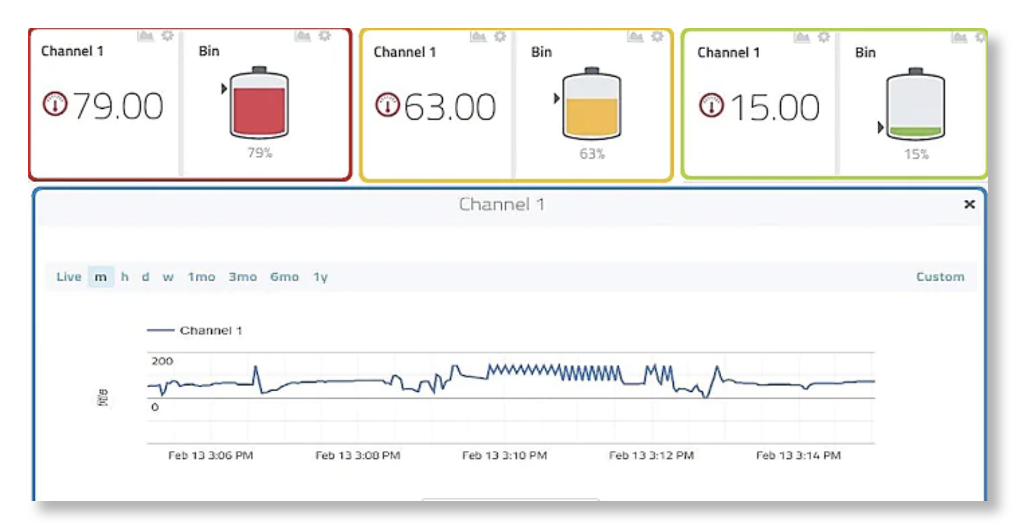 Channel 1
79.00
Bin
79%
Channel 1
63.00
Bin
63%
Channel 1
15.00
Bin
15%
Channel 1 ×
Live m h d w 1mo 3mo 6mo 1y Custom
Channel 1
200
0
Feb 13 3:06 PM Feb 13 3:08 PM Feb 13 3:10 PM Feb 13 3:12 PM Feb 13 3:14 PM